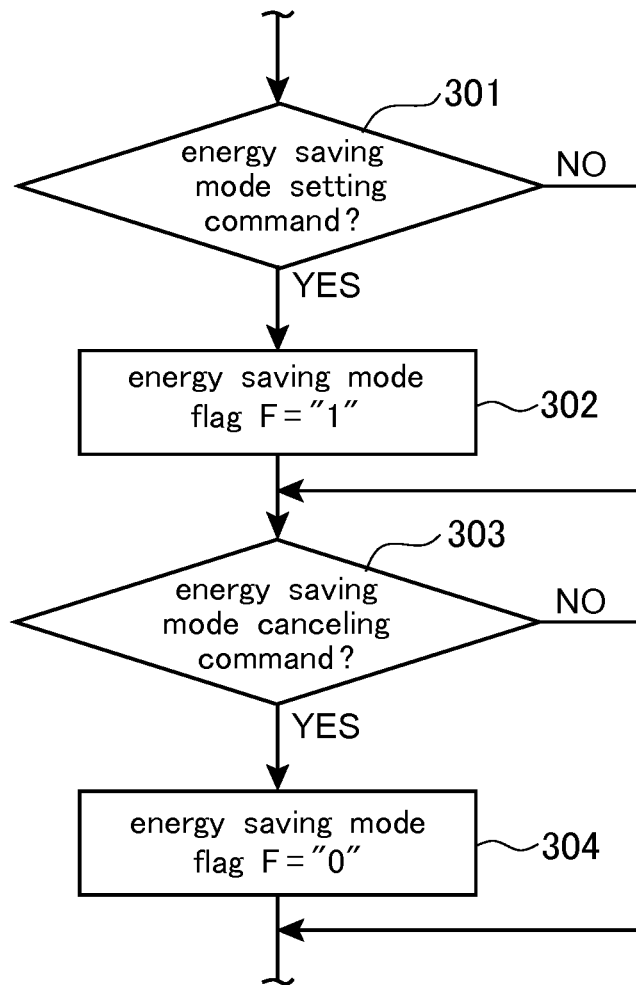 301
energy saving
mode setting
command?
NO
YES
energy saving mode
flag F="1"
302
303
energy saving
mode canceling
command?
NO
YES
energy saving mode
flag F="0"
304